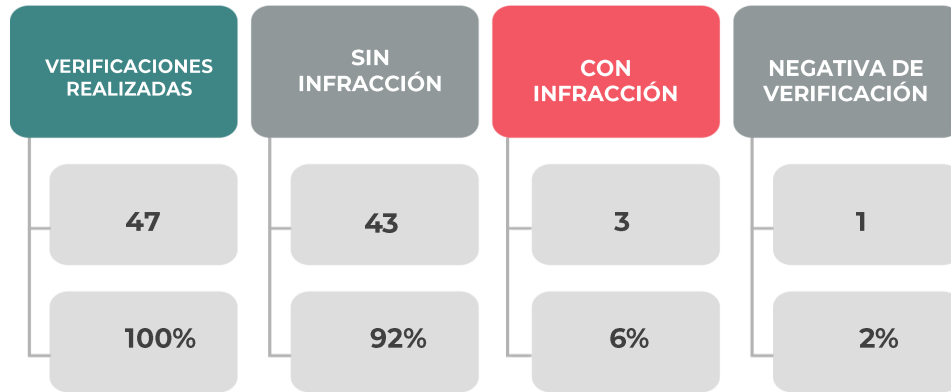 VERIFICACIONES
REALIZADAS
47
100%
SIN
INFRACCIÓN
43
92%
CON
INFRACCIÓN
3
6%
NEGATIVA DE
VERIFICACIÓN
1
2%